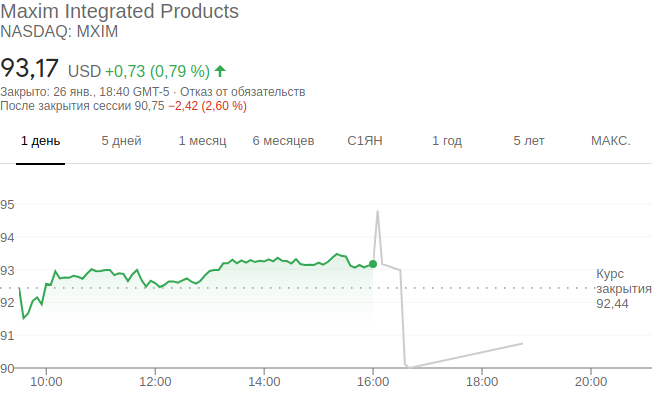 Maxim Integrated Products
NASDAQ: MXIM
93,17 USD +0,73 (0,79 %)
Закрыто: 26 янв., 18:40 GMT-5 · Отказ от обязательств
После закрытия сессии 90,75 −2,42 (2,60 %)
1 день 5 дней 1 месяц 6 месяцев С1ЯН 1 год 5 лет МАКС.
95
94
93
Курс
закрытия
92,44
92
91
90
10:00 12:00 14:00 16:00 18:00 20:00